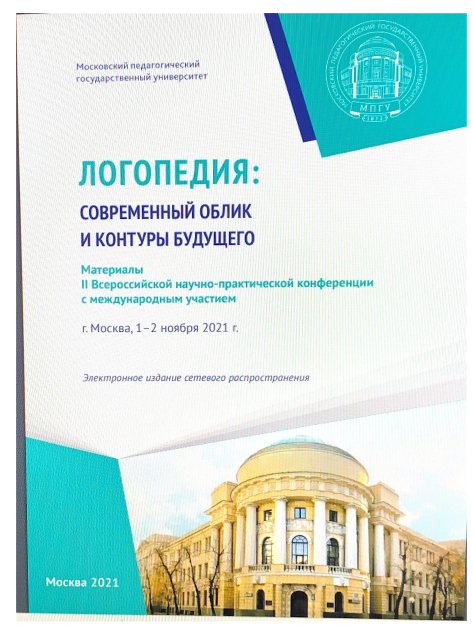 Московский педагогический
государственный университет
МОСКОВСКИЙ ПЕДАГОГИЧЕСКИЙ ГОСУДАРСТВЕННЫЙ УНИВЕРСИТЕТ
МПГУ
1872
ЛОГОПЕДИЯ:
СОВРЕМЕННЫЙ ОБЛИК
И КОНТУРЫ БУДУЩЕГО
Материалы
II Всероссийской научно-практической конференции
с международным участием
г. Москва, 1–2 ноября 2021 г.
Электронное издание сетевого распространения
Москва 2021